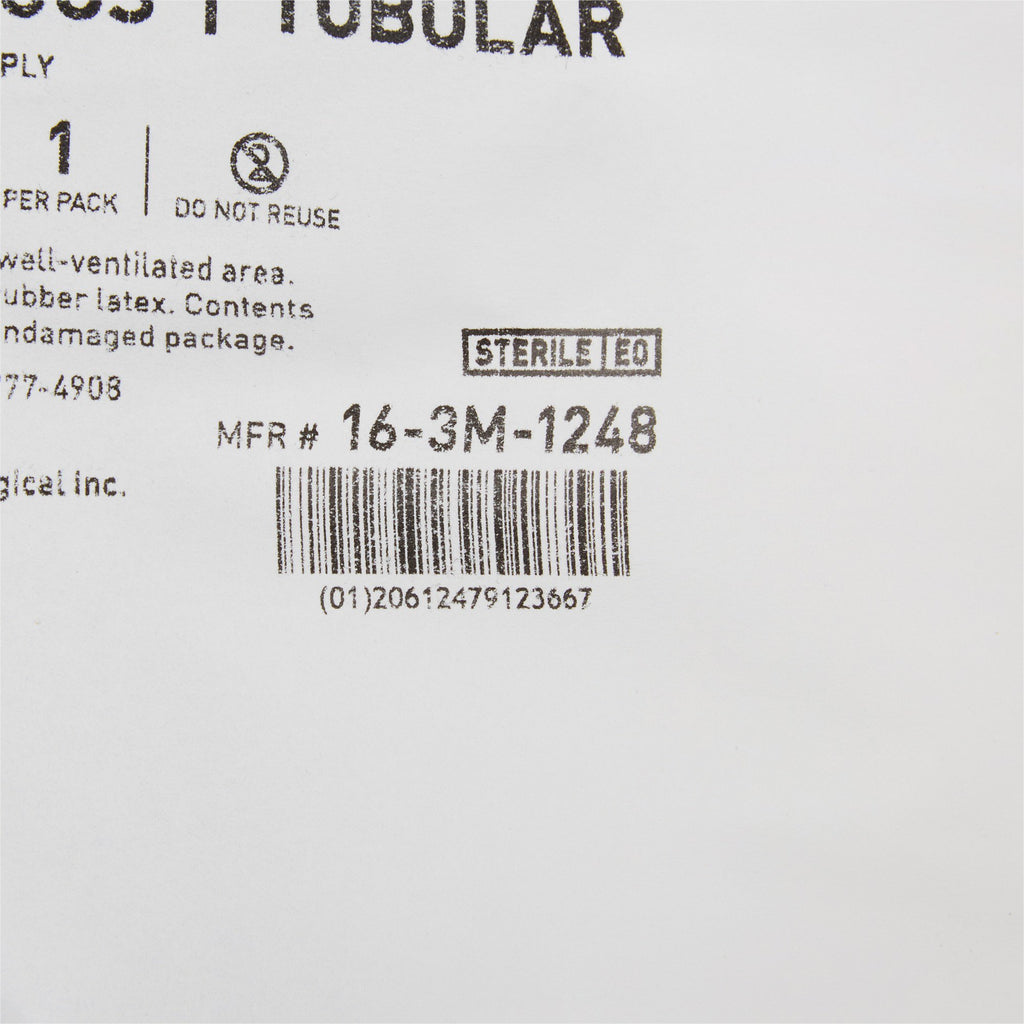 TUBULAR
PLY
1
PER PACK
DO NOT REUSE
well-ventilated area.
ubber latex. Contents
ndamaged package.
77-4908
STERILE EO
MFR # 16-3M-1248
gical Inc.
(01)20612479123667